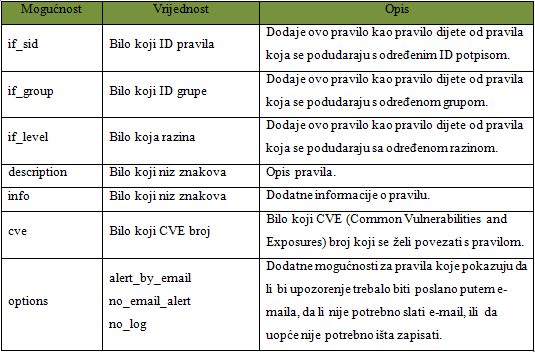 Mogućnost Vrijednost Opis
if_sid Bilo koji ID pravila Dodaje ovo pravilo kao pravilo dijete od pravila
koja se podudaraju s određenim ID potpisom.
if_group Bilo koji ID grupe Dodaje ovo pravilo kao pravilo dijete od pravila
koja se podudaraju s određenom grupom.
if_level Bilo koja razina Dodaje ovo pravilo kao pravilo dijete od pravila
koja se podudaraju sa određenom razinom.
description Bilo koji niz znakova Opis pravila.
info Bilo koji niz znakova Dodatne informacije o pravilu.
cve Bilo koji CVE broj Bilo koji CVE (Common Vulnerabilities and
Exposures) broj koji se želi povezati s pravilom.
options
alert_by_email
no_email_alert
no_log
Dodatne mogućnosti za pravila koje pokazuju da
li bi upozorenje trebalo biti poslano putem e-
maila, da li nije potrebno slati e-mail, ili da
uopće nije potrebno išta zapisati.